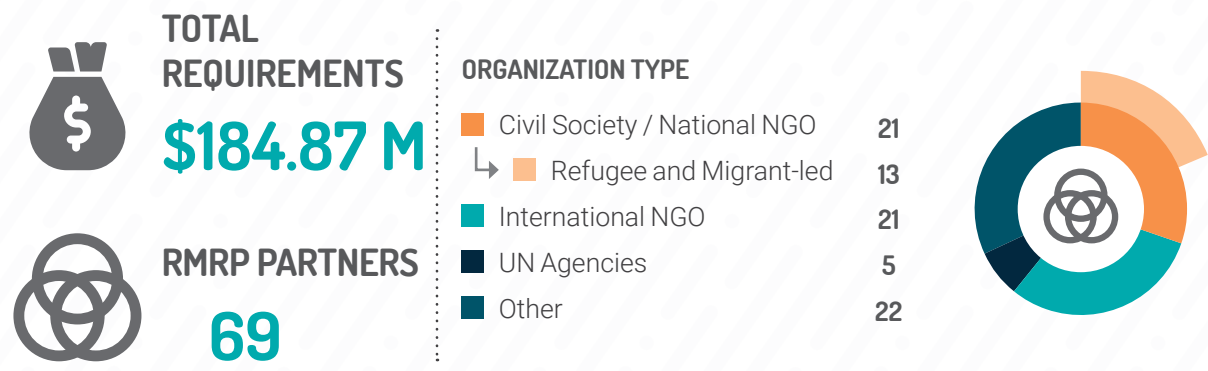 TOTAL
REQUIREMENTS
$184.87 M
RMRP PARTNERS
69
ORGANIZATION TYPE
Civil Society / National NGO 21
Refugee and Migrant-led 13
International NGO 21
UN Agencies 5
Other 22